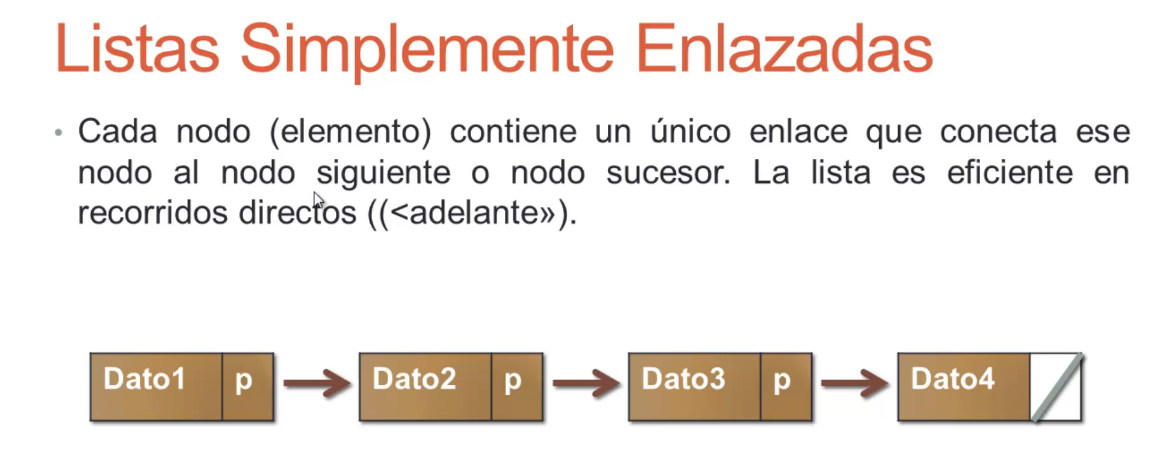 Listas Simplemente Enlazadas
• Cada nodo (elemento) contiene un único enlace que conecta ese
nodo al nodo siguiente o nodo sucesor. La lista es eficiente en
recorridos directos ((<adelante»).
Dato1 p Dato2 p Dato3 p Dato4